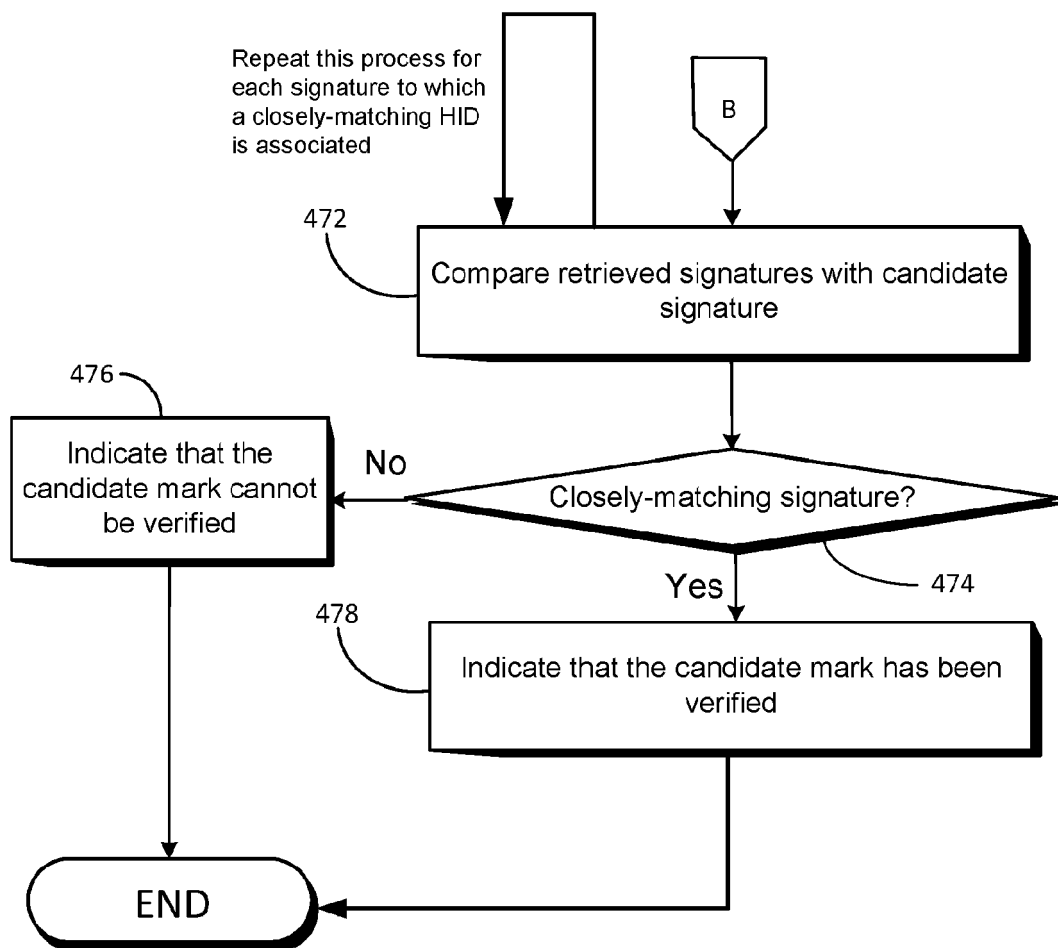 Repeat this process for
each signature to which
a closely-matching HID
is associated
B
472
Compare retrieved signatures with candidate
signature
476
Indicate that the
candidate mark cannot
be verified
No
Closely-matching signature?
474
Yes
478
Indicate that the candidate mark has been
verified
END